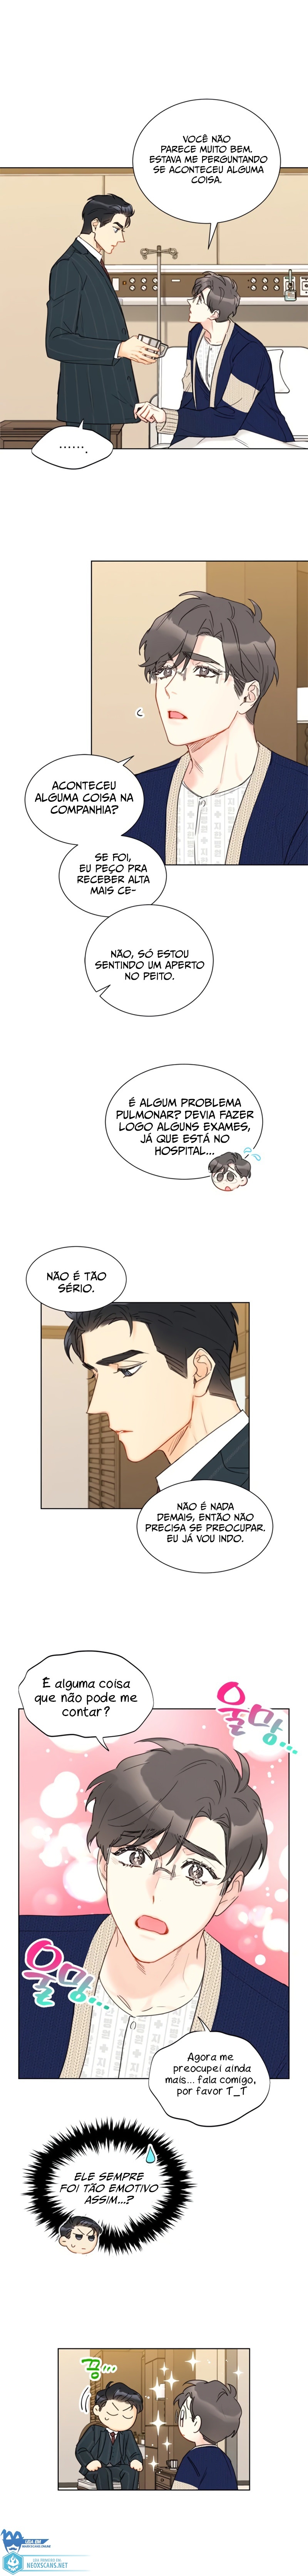 VOCÊ NÃO
PARECE MUITO BEM.
ESTAVA ME PERGUNTANDO
SE ACONTECEU ALGUMA
COISA.
.......
ACONTECEU
ALGUMA COISA NA
COMPANHIA?
SE FOI,
EU PEÇO PRA
RECEBER ALTA
MAIS CE-
NÃO, SÓ ESTOU
SENTINDO UM APERTO
NO PEITO.
É ALGUM PROBLEMA
PULMONAR? DEVIA FAZER
LOGO ALGUNS EXAMES,
JÁ QUE ESTÁ NO
HOSPITAL...
NÃO É TÃO
SÉRIO.
NÃO É NADA
DEMAIS, ENTÃO NÃO
PRECISA SE PREOCUPAR.
EU JÁ VOU INDO.
É alguma coisa
que não pode me
contar?
울망...
울망...
Agora me
preocupei ainda
mais... fala comigo,
por favor T_T
ELE SEMPRE
FOI TÃO EMOTIVO
ASSIM...?
끙...
LEIA EM
NEOXSCANS.NET